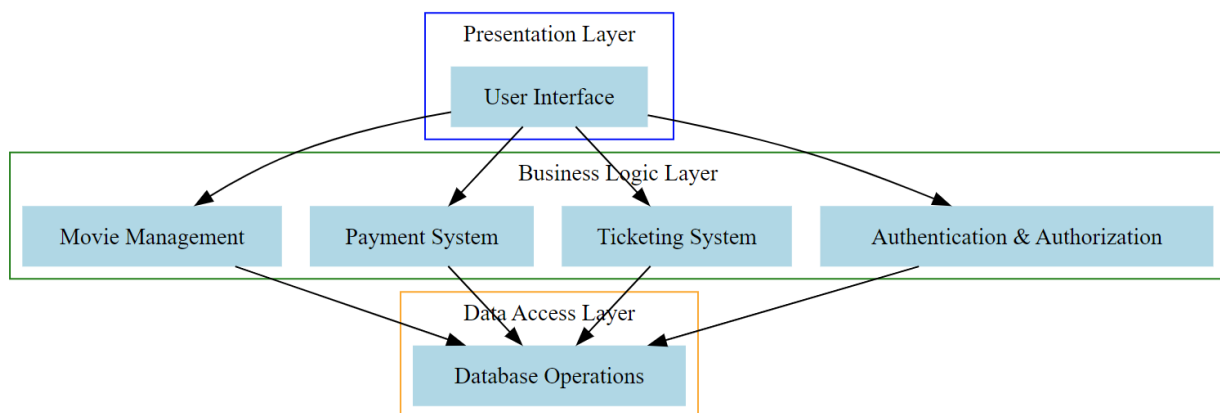 Presentation Layer
User Interface
Business Logic Layer
Movie Management
Payment System
Ticketing System
Authentication & Authorization
Data Access Layer
Database Operations